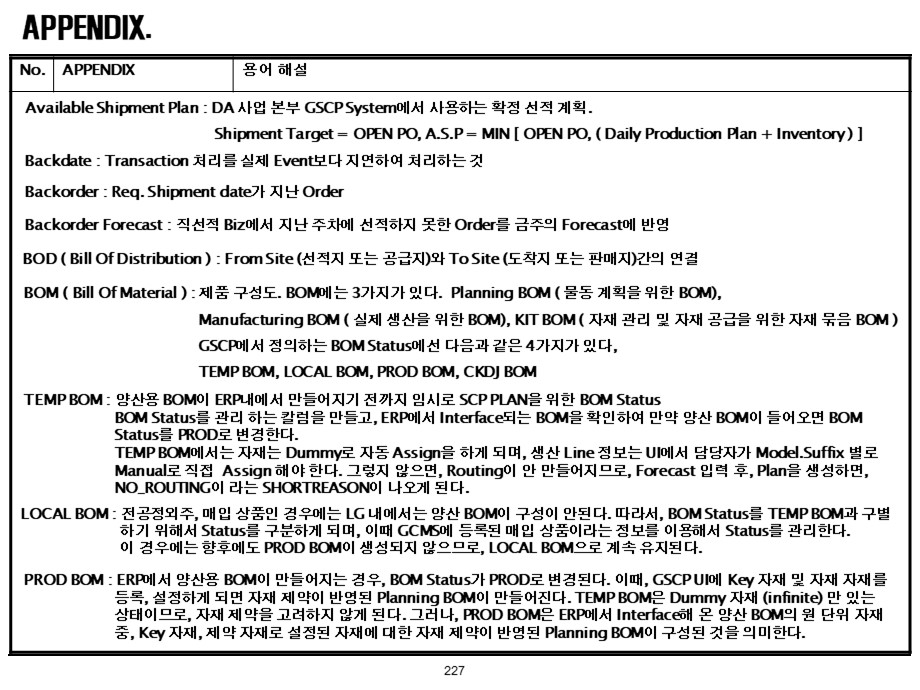 APPENDIX.
No. APPENDIX 용어 해설
Available Shipment Plan : DA 사업 본부 GSCP System에서 사용하는 확정 선적 계획.
Shipment Target = OPEN PO, A.S.P = MIN [ OPEN PO, ( Daily Production Plan + Inventory ) ]
Backdate : Transaction 처리를 실제 Event보다 지연하여 처리하는 것
Backorder : Req. Shipment date가 지난 Order
Backorder Forecast : 직선적 Biz에서 지난 주차에 선적하지 못한 Order를 금주의 Forecast에 반영
BOD ( Bill Of Distribution ) : From Site (선적지 또는 공급지)와 To Site (도착지 또는 판매지)간의 연결
BOM ( Bill Of Material ) : 제품 구성도. BOM에는 3가지가 있다. Planning BOM ( 물동 계획을 위한 BOM),
Manufacturing BOM ( 실제 생산을 위한 BOM), KIT BOM ( 자재 관리 및 자재 공급을 위한 자재 묶음 BOM )
GSCP에서 정의하는 BOM Status에선 다음과 같은 4가지가 있다,
TEMP BOM, LOCAL BOM, PROD BOM, CKDJ BOM
TEMP BOM : 양산용 BOM이 ERP내에서 만들어지기 전까지 임시로 SCP PLAN을 위한 BOM Status
BOM Status를 관리 하는 칼럼을 만들고, ERP에서 Interface되는 BOM을 확인하여 만약 양산 BOM이 들어오면 BOM
Status를 PROD로 변경한다.
TEMP BOM에서는 자재는 Dummy로 자동 Assign을 하게 되며, 생산 Line 정보는 UI에서 담당자가 Model.Suffix 별로
Manual로 직접 Assign 해야 한다. 그렇지 않으면, Routing이 안 만들어지므로, Forecast 입력 후, Plan을 생성하면,
NO_ROUTING이 라는 SHORTREASON이 나오게 된다.
LOCAL BOM : 전공정외주, 매입 상품인 경우에는 LG 내에서는 양산 BOM이 구성이 안된다. 따라서, BOM Status를 TEMP BOM과 구별
하기 위해서 Status를 구분하게 되며, 이때 GCMS에 등록된 매입 상품이라는 정보를 이용해서 Status를 관리한다.
이 경우에는 향후에도 PROD BOM이 생성되지 않으므로, LOCAL BOM으로 계속 유지된다.
PROD BOM : ERP에서 양산용 BOM이 만들어지는 경우, BOM Status가 PROD로 변경된다. 이때, GSCP UI에 Key 자재 및 자재 자재를
등록, 설정하게 되면 자재 제약이 반영된 Planning BOM이 만들어진다. TEMP BOM은 Dummy 자재 (infinite) 만 있는
상태이므로, 자재 제약을 고려하지 않게 된다. 그러나, PROD BOM은 ERP에서 Interface해 온 양산 BOM의 원 단위 자재
중, Key 자재, 제약 자재로 설정된 자재에 대한 자재 제약이 반영된 Planning BOM이 구성된 것을 의미한다.
227